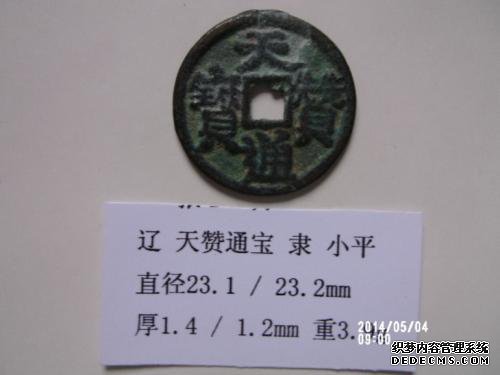 天贊通寶
辽 天赞通宝 隶 小平
直径23.1 / 23.2mm
厚1.4 / 1.2mm 重3.
2014/05/04
09:00
织梦内容管理系统
DEDECMS.COM